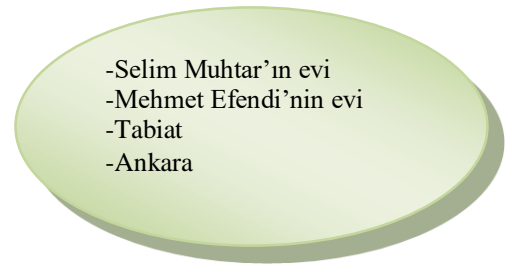 -Selim Muhtar’ın evi
-Mehmet Efendi’nin evi
-Tabiat
-Ankara